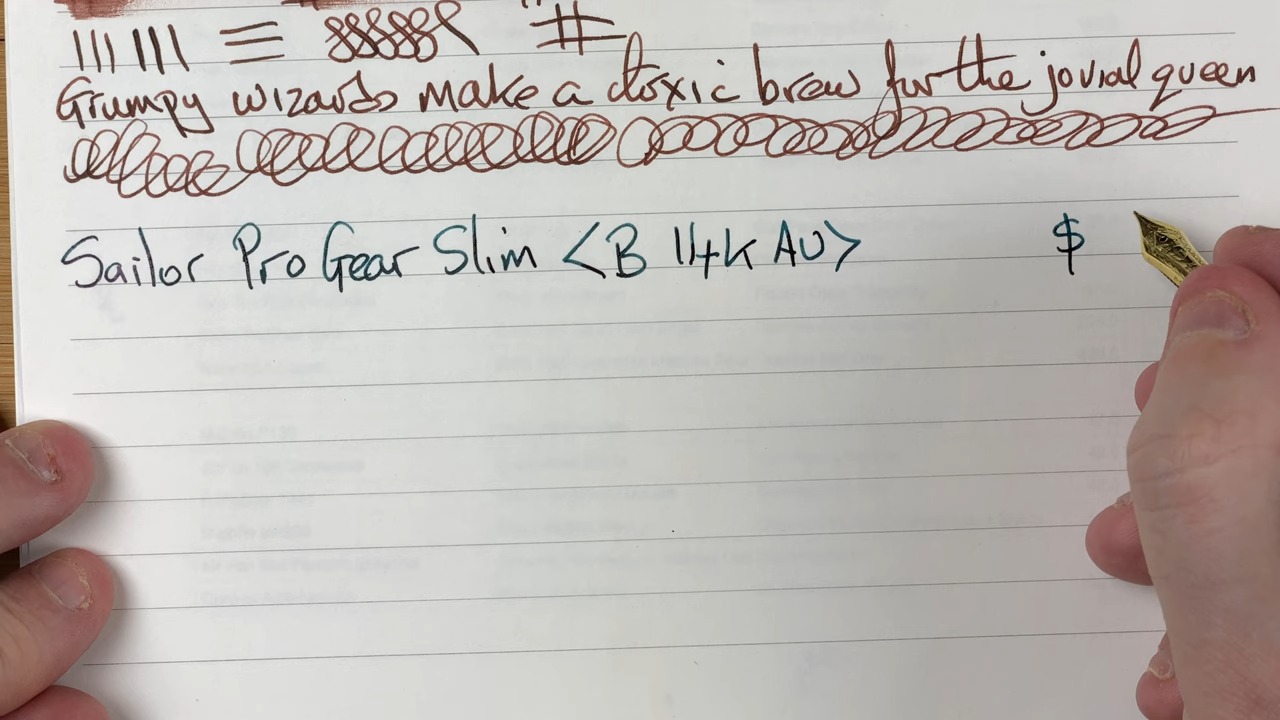 Grumpy wizards make a toxic brew for the jovial queen
Sailor Pro Gear Slim <B 14K AU> $